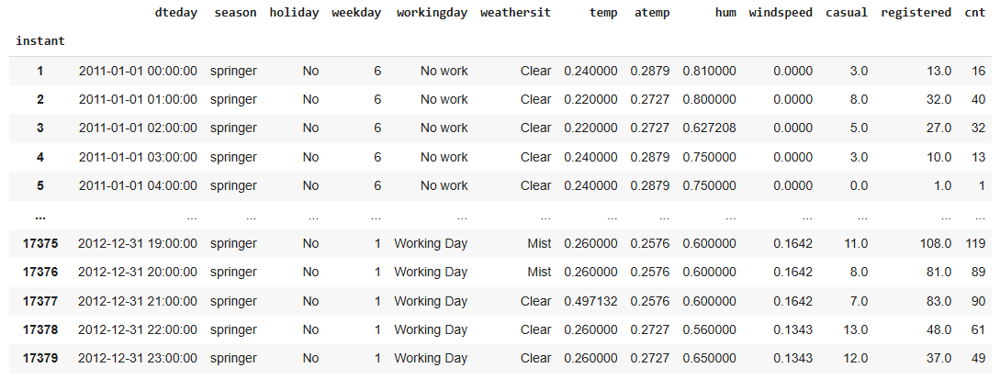 dteday season holiday weekday workingday weathersit temp atemp hum windspeed casual registered cnt
instant
1 2011-01-01 00:00:00 springer No 6 No work Clear 0.240000 0.2879 0.810000 0.0000 3.0 13.0 16
2 2011-01-01 01:00:00 springer No 6 No work Clear 0.220000 0.2727 0.800000 0.0000 8.0 32.0 40
3 2011-01-01 02:00:00 springer No 6 No work Clear 0.220000 0.2727 0.627208 0.0000 5.0 27.0 32
4 2011-01-01 03:00:00 springer No 6 No work Clear 0.240000 0.2879 0.750000 0.0000 3.0 10.0 13
5 2011-01-01 04:00:00 springer No 6 No work Clear 0.240000 0.2879 0.750000 0.0000 0.0 1.0 1
... ... ... ... ... ... ... ... ... ... ... ... ... ...
17375 2012-12-31 19:00:00 springer No 1 Working Day Mist 0.260000 0.2576 0.600000 0.1642 11.0 108.0 119
17376 2012-12-31 20:00:00 springer No 1 Working Day Mist 0.260000 0.2576 0.600000 0.1642 8.0 81.0 89
17377 2012-12-31 21:00:00 springer No 1 Working Day Clear 0.497132 0.2576 0.600000 0.1642 7.0 83.0 90
17378 2012-12-31 22:00:00 springer No 1 Working Day Clear 0.260000 0.2727 0.560000 0.1343 13.0 48.0 61
17379 2012-12-31 23:00:00 springer No 1 Working Day Clear 0.260000 0.2727 0.650000 0.1343 12.0 37.0 49